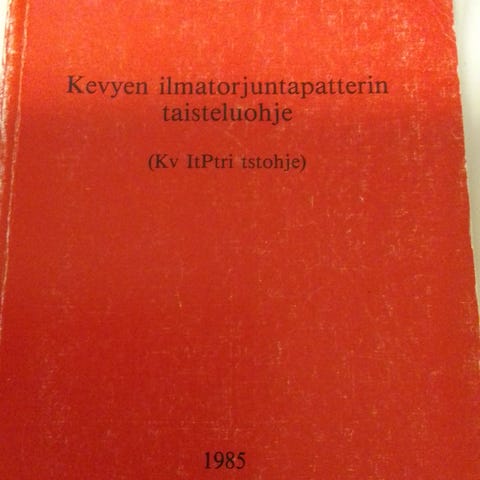 Kevyen ilmatorjuntapatterin
taisteluohje
(Kv ItPtri tstohje)
1985